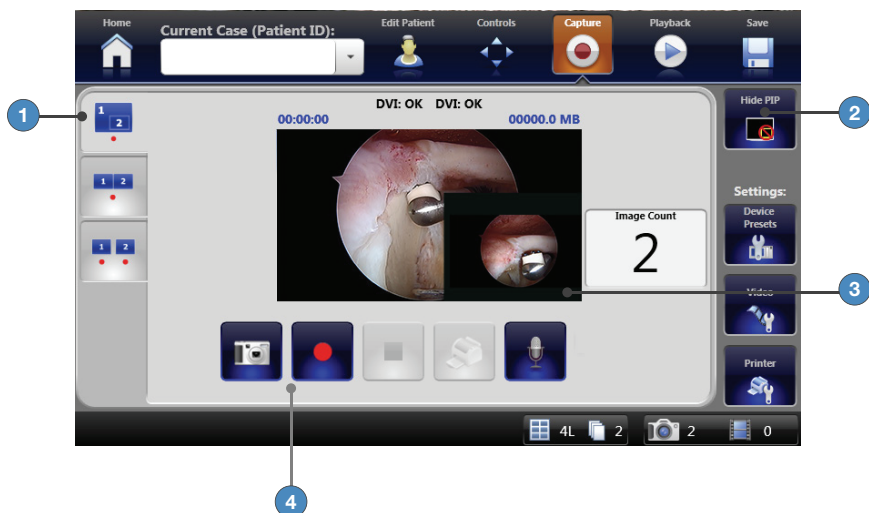 Home
Current Case (Patient ID):
Edit Patient
Controls
Capture
Playback
Save
1
1
2
DVI: OK DVI: OK
00:00:00
00000.0 MB
Hide PIP
2
1 2
Settings:
Device
Presets
Image Count
2
1 2
Video
3
Printer
4L
2
2
0
4